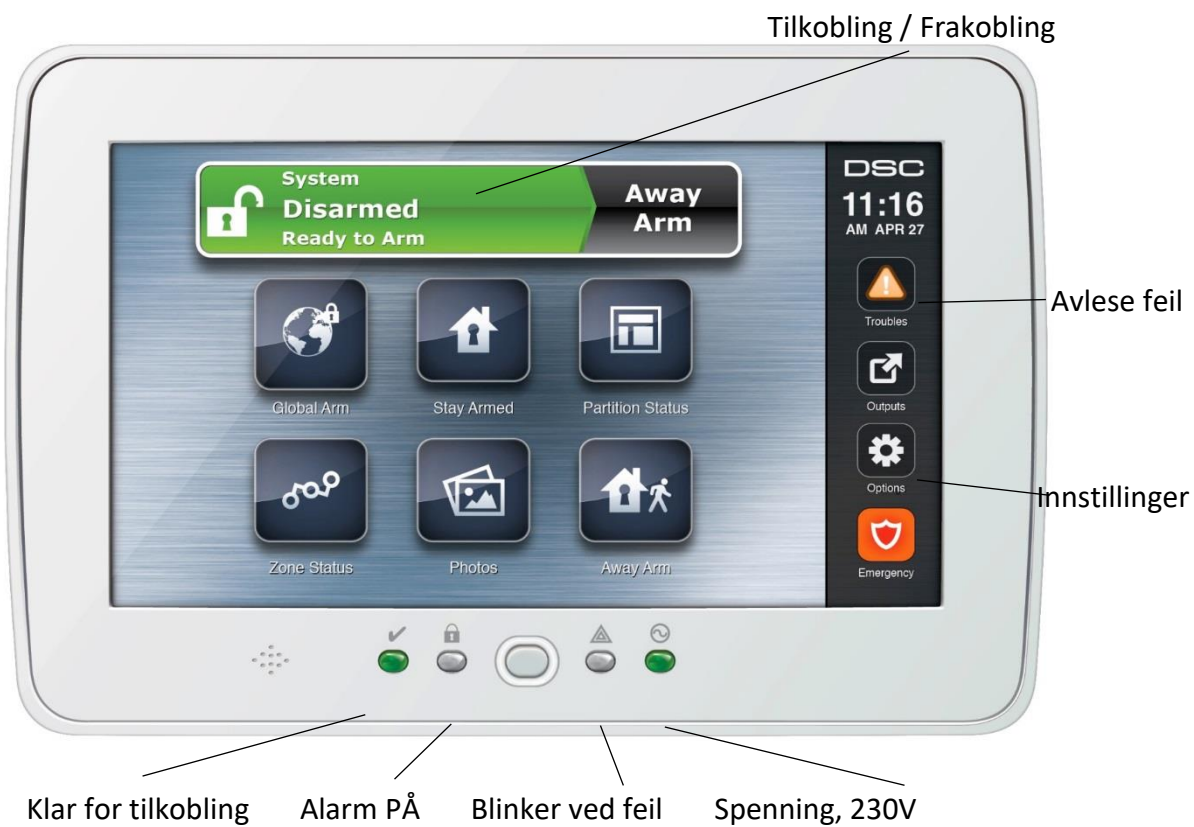 Tilkobling / Frakobling
System
Disarmed
Ready to Arm
Away
Arm
DSC
11:16
AM APR 27
Troubles
Avlese feil
Outputs
Options
Innstillinger
Emergency
Global Arm
Stay Armed
Partition Status
Zone Status
Photos
Away Arm
Klar for tilkobling
Alarm PÅ
Blinker ved feil
Spenning, 230V